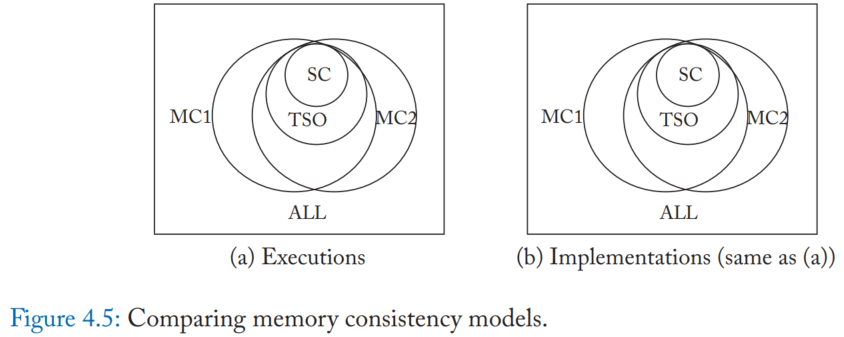 SC
MC1
TSO
MC2
ALL
(a) Executions
SC
MC1
TSO
MC2
ALL
(b) Implementations (same as (a))
Figure 4.5: Comparing memory consistency models.